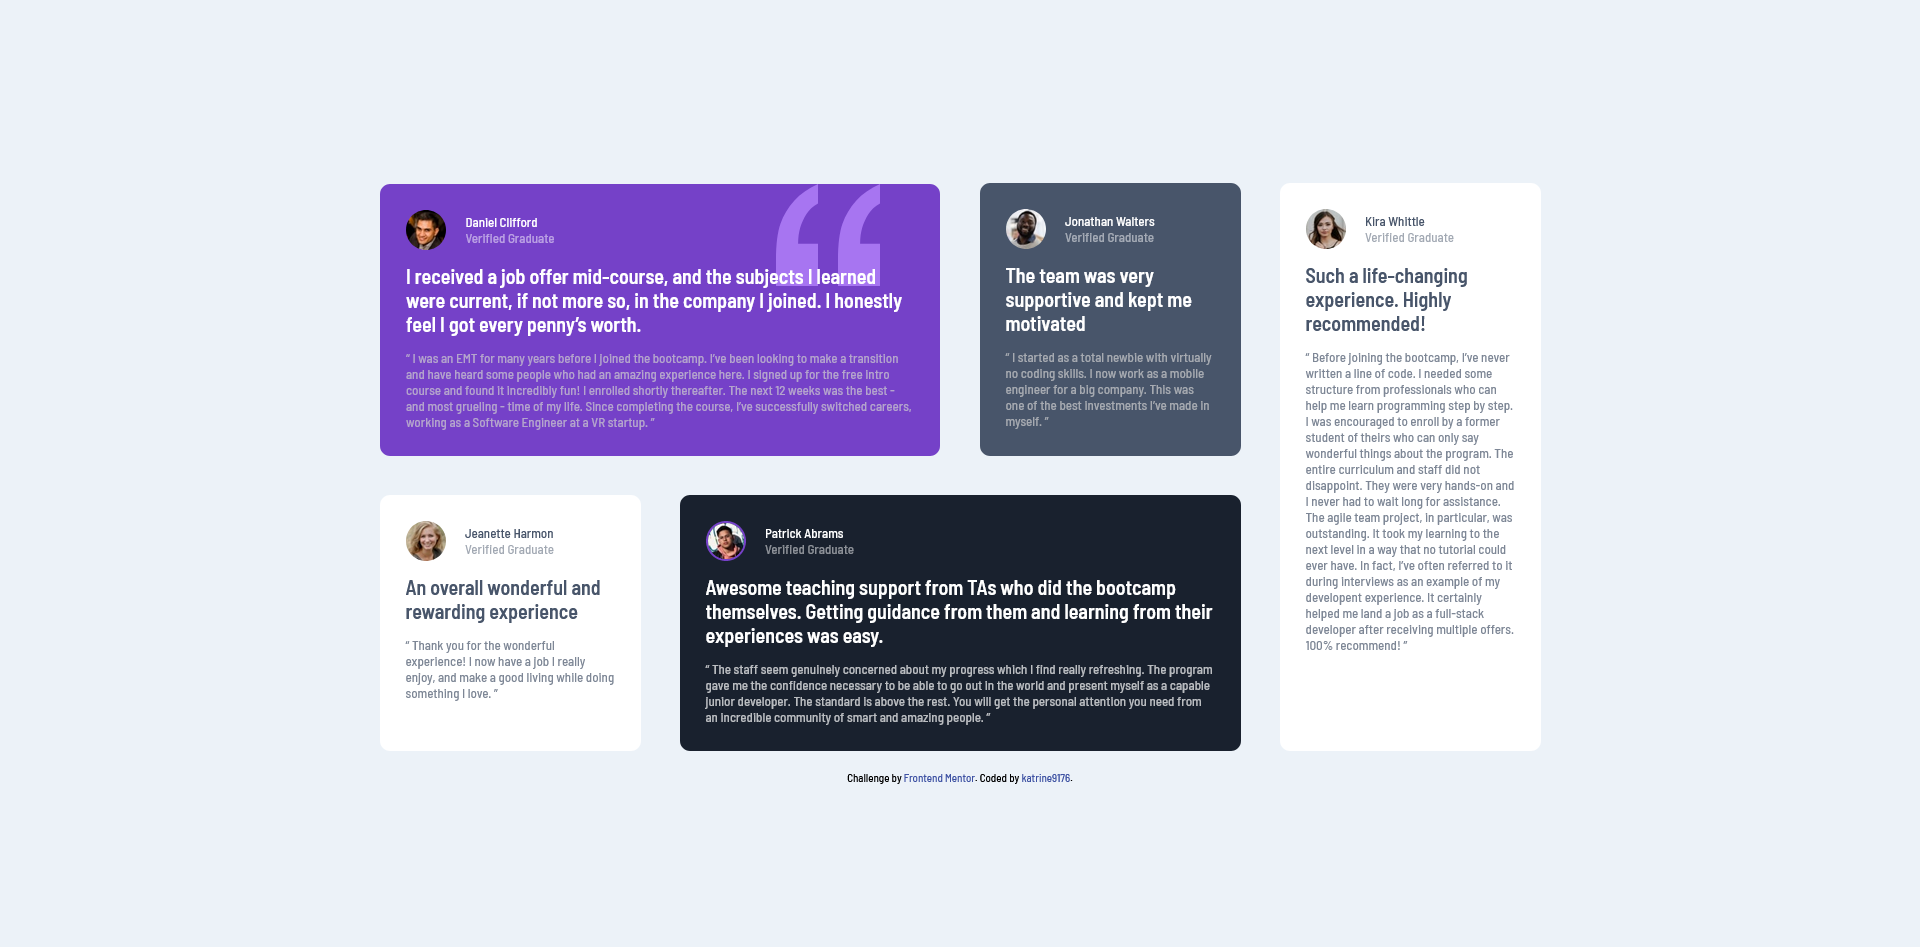 Daniel Clifford
Verified Graduate
I received a job offer mid-course, and the subjects I learned
were current, if not more so, in the company I joined. I honestly
feel I got every penny’s worth.
“ I was an EMT for many years before I joined the bootcamp. I’ve been looking to make a transition
and have heard some people who had an amazing experience here. I signed up for the free intro
course and found it incredibly fun! I enrolled shortly thereafter. The next 12 weeks was the best -
and most grueling - time of my life. Since completing the course, I’ve successfully switched careers,
working as a Software Engineer at a VR startup. ”
Jonathan Walters
Verified Graduate
The team was very
supportive and kept me
motivated
“ I started as a total newbie with virtually
no coding skills. I now work as a mobile
engineer for a big company. This was
one of the best investments I’ve made in
myself. ”
Kira Whittle
Verified Graduate
Such a life-changing
experience. Highly
recommended!
“ Before joining the bootcamp, I’ve never
written a line of code. I needed some
structure from professionals who can
help me learn programming step by step.
I was encouraged to enroll by a former
student of theirs who can only say
wonderful things about the program. The
entire curriculum and staff did not
disappoint. They were very hands-on and
I never had to wait long for assistance.
The agile team project, in particular, was
outstanding. It took my learning to the
next level in a way that no tutorial could
ever have. In fact, I’ve often referred to it
during interviews as an example of my
developent experience. It certainly
helped me land a job as a full-stack
developer after receiving multiple offers.
100% recommend! ”
Jeanette Harmon
Verified Graduate
An overall wonderful and
rewarding experience
“ Thank you for the wonderful
experience! I now have a job I really
enjoy, and make a good living while doing
something I love. ”
Patrick Abrams
Verified Graduate
Awesome teaching support from TAs who did the bootcamp
themselves. Getting guidance from them and learning from their
experiences was easy.
“ The staff seem genuinely concerned about my progress which I find really refreshing. The program
gave me the confidence necessary to be able to go out in the world and present myself as a capable
junior developer. The standard is above the rest. You will get the personal attention you need from
an incredible community of smart and amazing people. ”
Challenge by Frontend Mentor. Coded by katrine9176.